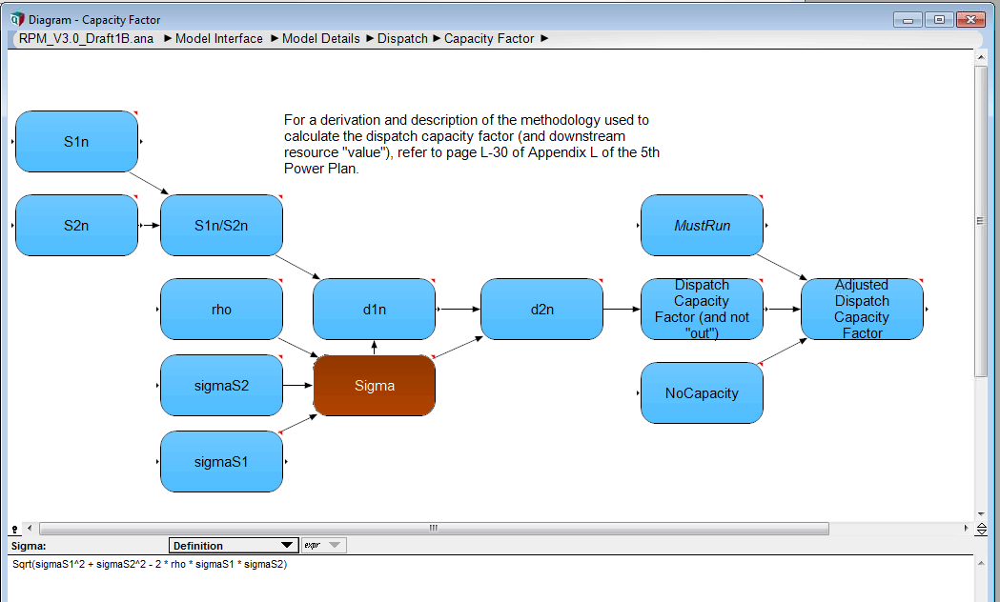 Diagram - Capacity Factor
RPM_V3.0_Draft1B.ana ▶ Model Interface ▶ Model Details ▶ Dispatch ▶ Capacity Factor ▶
For a derivation and description of the methodology used to
calculate the dispatch capacity factor (and downstream
resource "value"), refer to page L-30 of Appendix L of the 5th
Power Plan.
S1n
S2n
S1n/S2n
MustRun
rho
d1n
d2n
Dispatch
Capacity
Factor (and not
"out")
Adjusted
Dispatch
Capacity
Factor
sigmaS2
Sigma
NoCapacity
sigmaS1
Sigma:
Definition
expr
Sqrt(sigmaS1^2 + sigmaS2^2 - 2 * rho * sigmaS1 * sigmaS2)